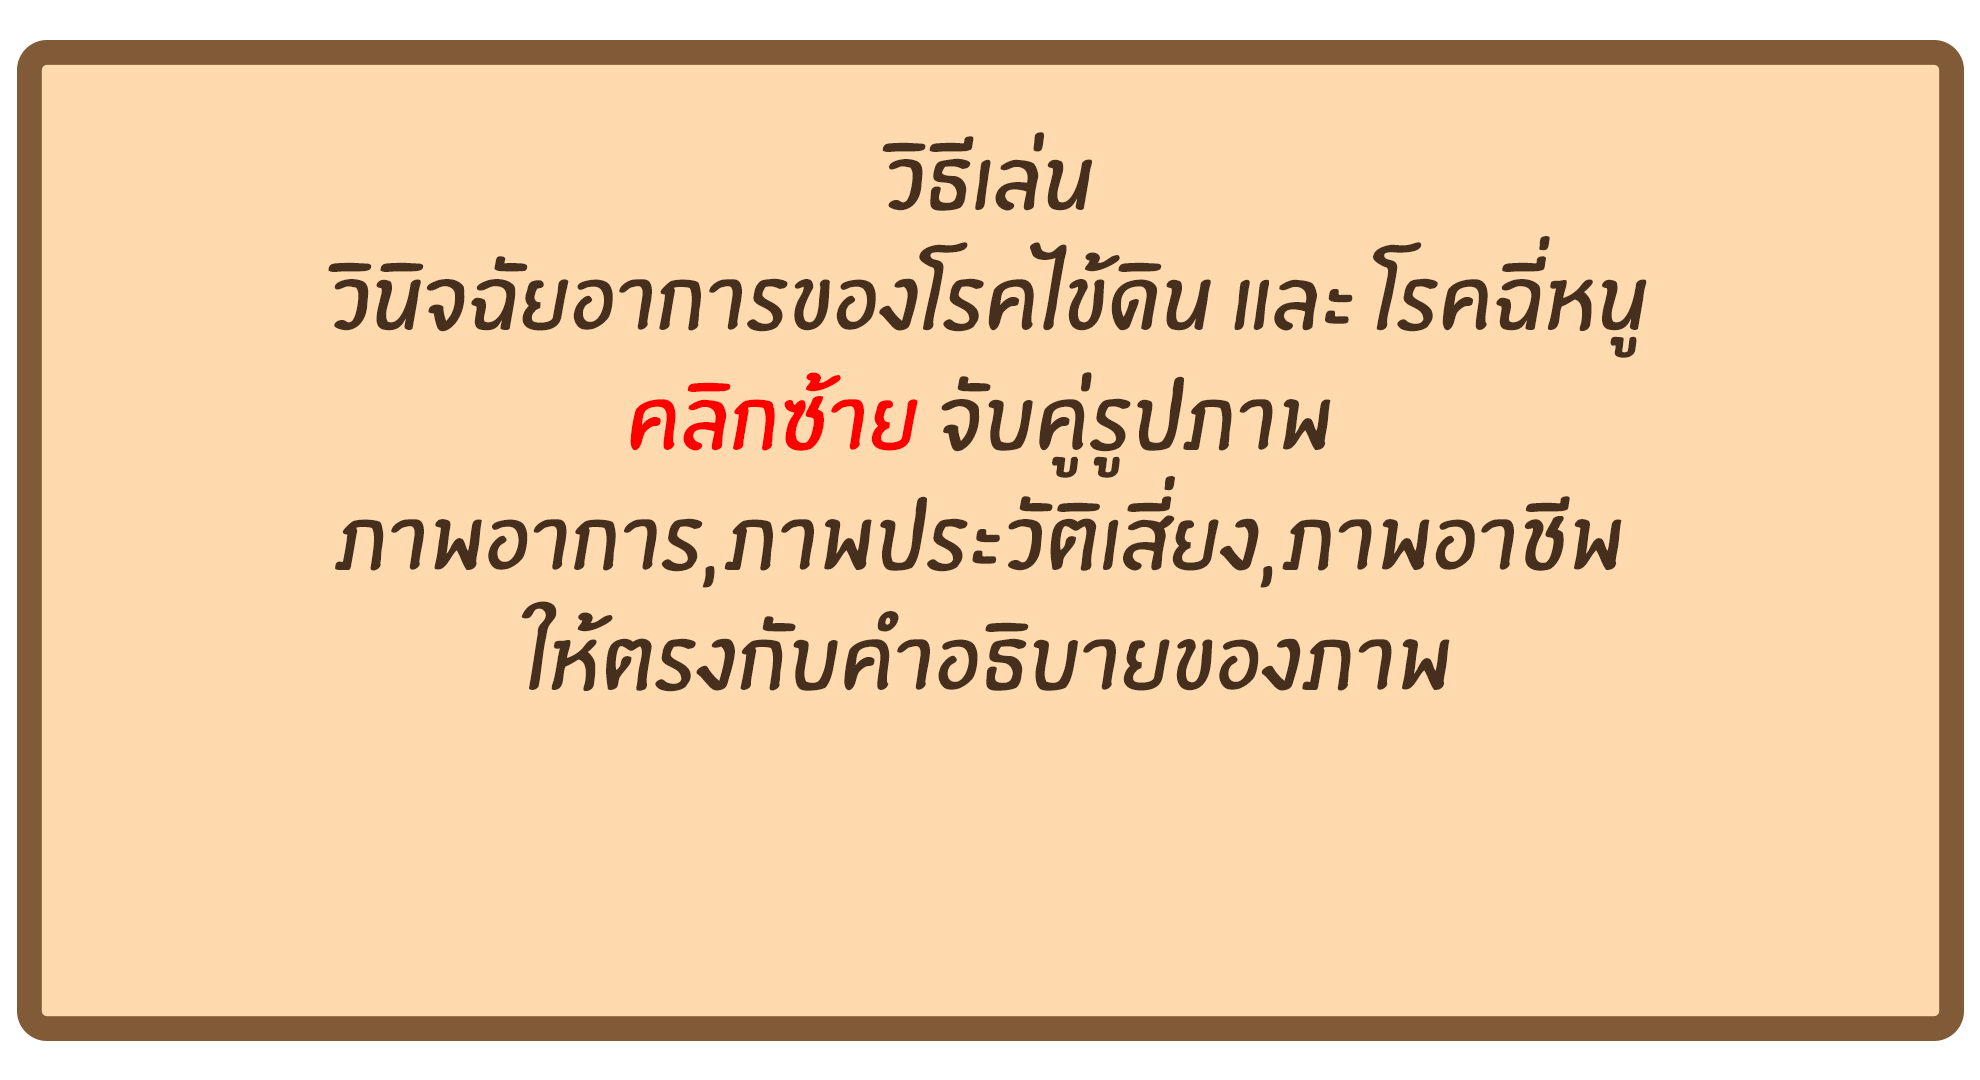 วิธีเล่น
วินิจฉัยอาการของโรคไข้ดิน และ โรคฉี่หนู
คลิกซ้าย จับคู่รูปภาพ
ภาพอาการ,ภาพประวัติเสี่ยง,ภาพอาชีพ
ให้ตรงกับคำอธิบายของภาพ